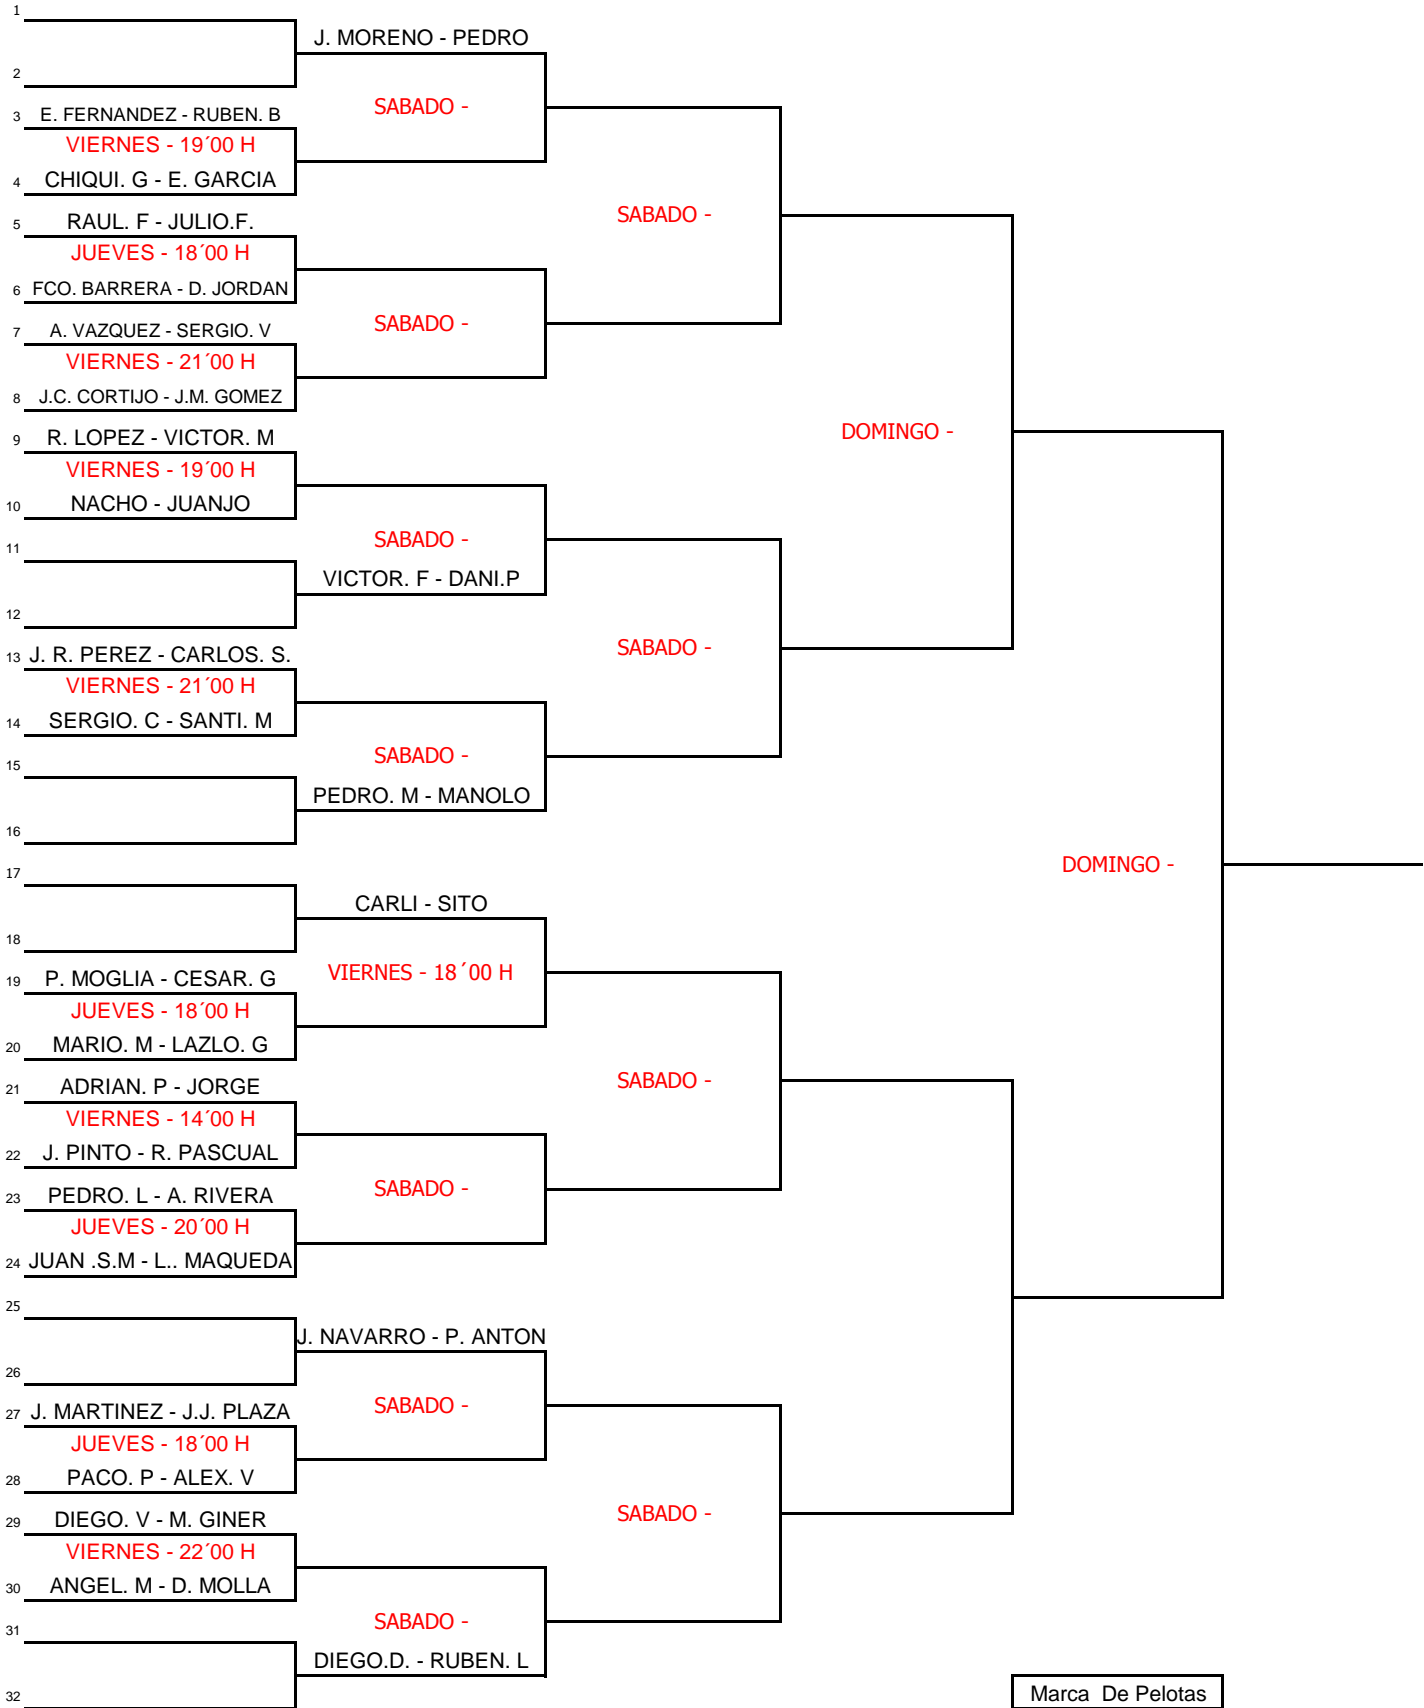 1
J. MORENO - PEDRO
2
SABADO -
3 E. FERNANDEZ - RUBEN. B
VIERNES - 19´00 H
4 CHIQUI. G - E. GARCIA
SABADO -
5 RAUL. F - JULIO.F.
JUEVES - 18´00 H
6 FCO. BARRERA - D. JORDAN
SABADO -
7 A. VAZQUEZ - SERGIO. V
VIERNES - 21´00 H
8 J.C. CORTIJO - J.M. GOMEZ
DOMINGO -
9 R. LOPEZ - VICTOR. M
VIERNES - 19´00 H
10 NACHO - JUANJO
SABADO -
11
VICTOR. F - DANI.P
12
SABADO -
13 J. R. PEREZ - CARLOS. S.
VIERNES - 21´00 H
14 SERGIO. C - SANTI. M
SABADO -
15
PEDRO. M - MANOLO
16
DOMINGO -
17
CARLI - SITO
18
VIERNES - 18´00 H
19 P. MOGLIA - CESAR. G
JUEVES - 18´00 H
20 MARIO. M - LAZLO. G
SABADO -
21 ADRIAN. P - JORGE
VIERNES - 14´00 H
22 J. PINTO - R. PASCUAL
SABADO -
23 PEDRO. L - A. RIVERA
JUEVES - 20´00 H
24 JUAN .S.M - L.. MAQUEDA
25
J. NAVARRO - P. ANTON
26
SABADO -
27 J. MARTINEZ - J.J. PLAZA
JUEVES - 18´00 H
28 PACO. P - ALEX. V
SABADO -
29 DIEGO. V - M. GINER
VIERNES - 22´00 H
30 ANGEL. M - D. MOLLA
SABADO -
31
DIEGO.D. - RUBEN. L
32
Marca De Pelotas